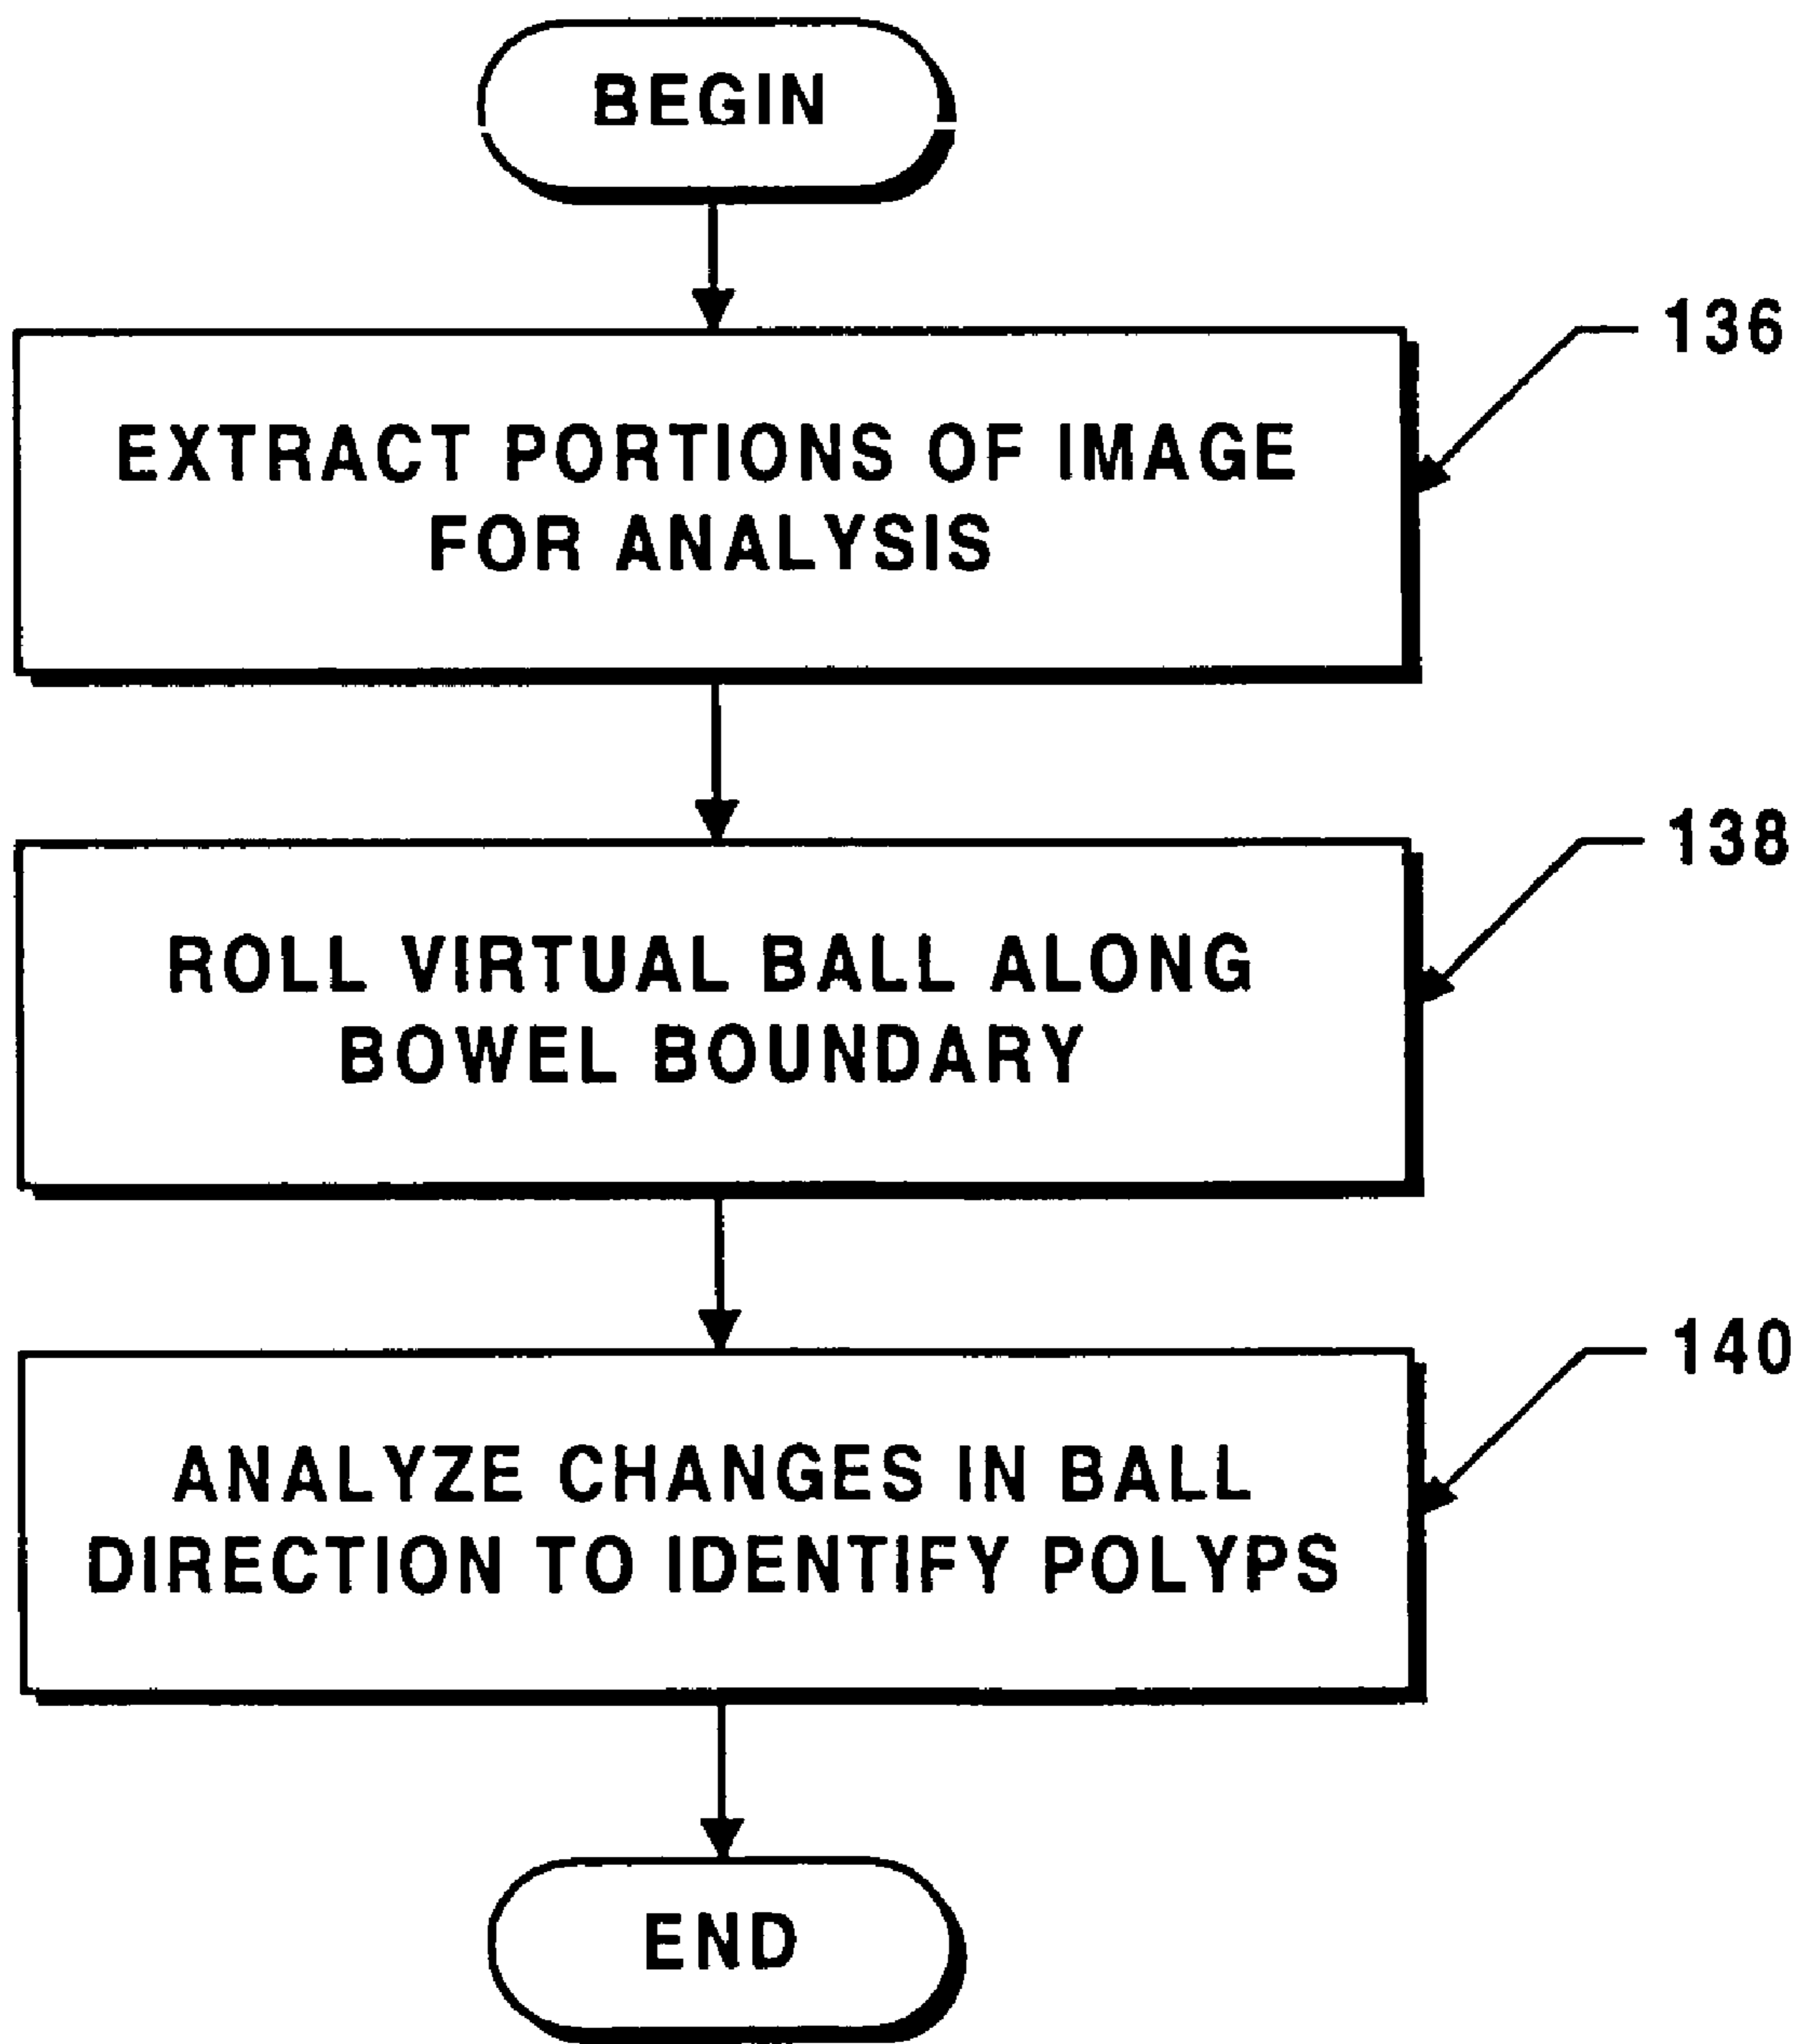 BEGIN
136
EXTRACT PORTIONS OF IMAGE
FOR ANALYSIS
138
ROLL VIRTUAL BALL ALONG
BOWEL BOUNDARY
140
ANALYZE CHANGES IN BALL
DIRECTION TO IDENTIFY POLYPS
END